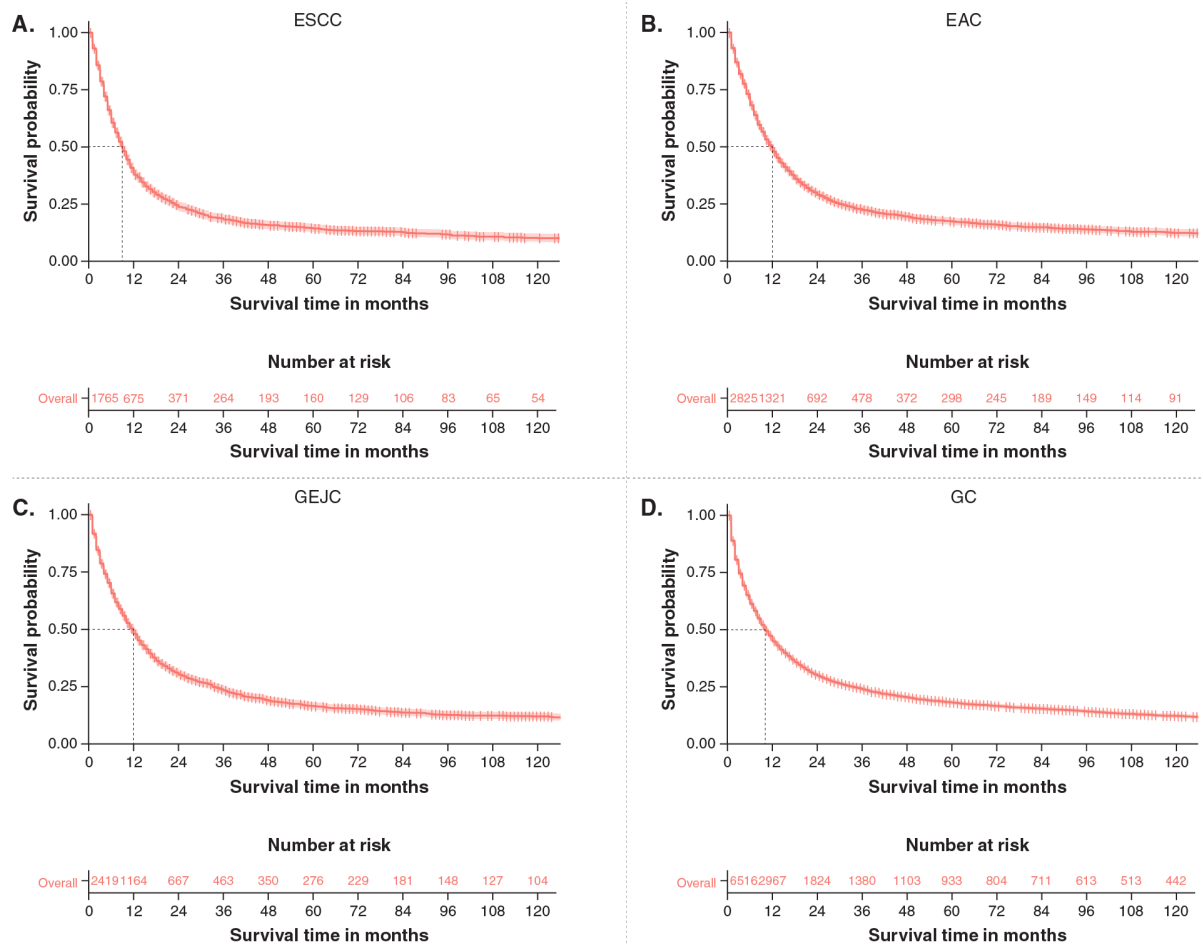 A.
ESCC
Survival probability
1.00
0.75
0.50
0.25
0.00
0 12 24 36 48 60 72 84 96 108 120
Survival time in months
Number at risk
Overall 1765 675 371 264 193 160 129 106 83 65 54
0 12 24 36 48 60 72 84 96 108 120
Survival time in months
B.
EAC
Survival probability
1.00
0.75
0.50
0.25
0.00
0 12 24 36 48 60 72 84 96 108 120
Survival time in months
Number at risk
Overall 2825 1321 692 478 372 298 245 189 149 114 91
0 12 24 36 48 60 72 84 96 108 120
Survival time in months
C.
GEJC
Survival probability
1.00
0.75
0.50
0.25
0.00
0 12 24 36 48 60 72 84 96 108 120
Survival time in months
Number at risk
Overall 2419 1164 667 463 350 276 229 181 148 127 104
0 12 24 36 48 60 72 84 96 108 120
Survival time in months
D.
GC
Survival probability
1.00
0.75
0.50
0.25
0.00
0 12 24 36 48 60 72 84 96 108 120
Survival time in months
Number at risk
Overall 6516 2967 1824 1380 1103 933 804 711 613 513 442
0 12 24 36 48 60 72 84 96 108 120
Survival time in months